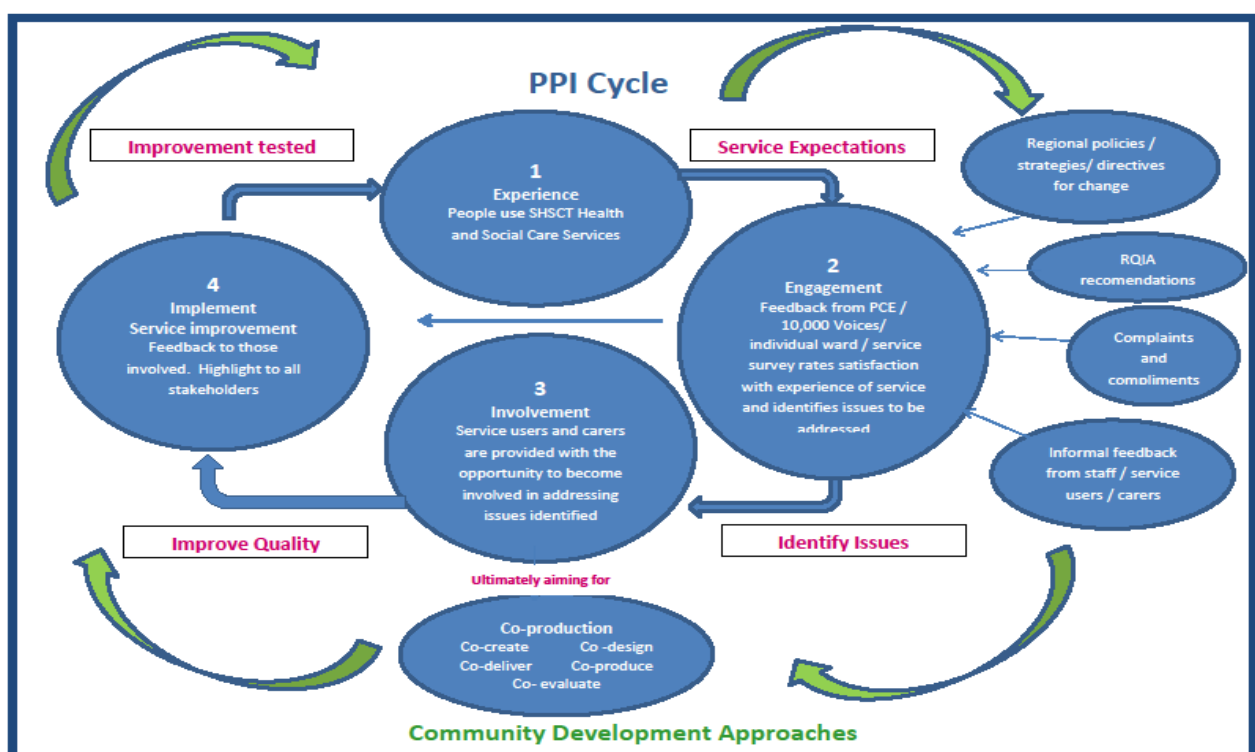 PPI Cycle
Improvement tested
Service Expectations
1
Experience
People use SHSCT Health
and Social Care Services
Regional policies /
strategies/ directives
for change
2
Engagement
Feedback from PCE /
10,000 Voices/
individual ward / service
survey rates satisfaction
with experience of service
and identifies issues to be
addressed
RQIA
recomendations
Complaints
and
compliments
Informal feedback
from staff / service
users / carers
4
Implement
Service improvement
Feedback to those
involved. Highlight to all
stakeholders
3
Involvement
Service users and carers
are provided with the
opportunity to become
involved in addressing
issues identified
Improve Quality
Identify Issues
Ultimately aiming for
Co-production
Co-create Co -design
Co-deliver Co-produce
Co- evaluate
Community Development Approaches